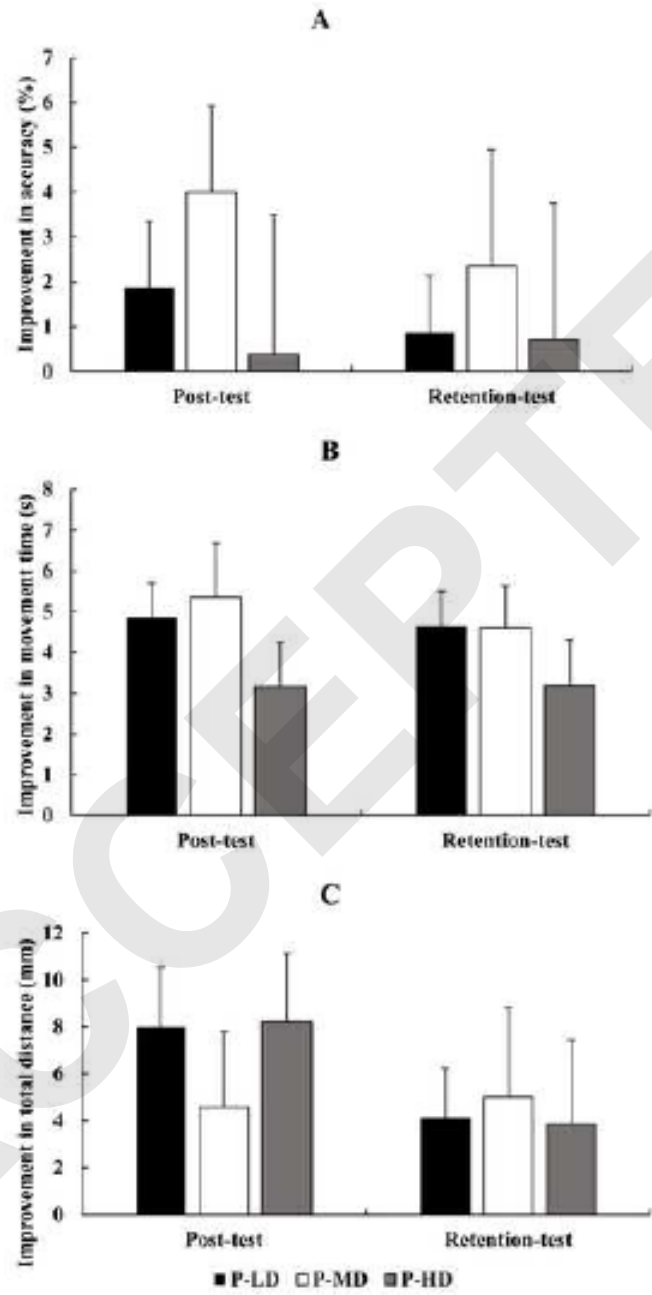 A
Improvement in accuracy (%)
7
6
5
4
3
2
1
0
Post-test Retention-test
B
Improvement in movement time (s)
8
7
6
5
4
3
2
1
0
Post-test Retention-test
C
Improvement in total distance (mm)
12
10
8
6
4
2
0
Post-test Retention-test
P-LD P-MD P-HD